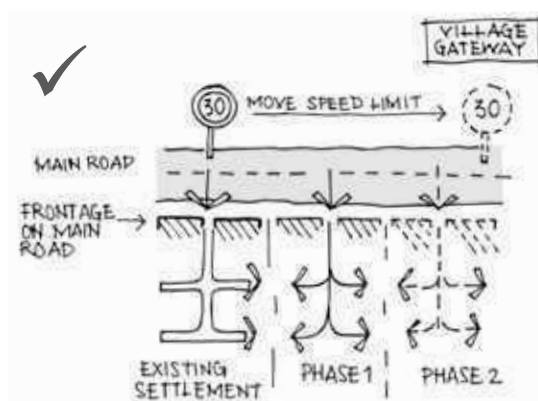 VILLAGE
GATEWAY
30
MOVE SPEED LIMIT
30
MAIN ROAD
FRONTAGE
ON MAIN
ROAD
EXISTING
SETTLEMENT
PHASE 1
PHASE 2